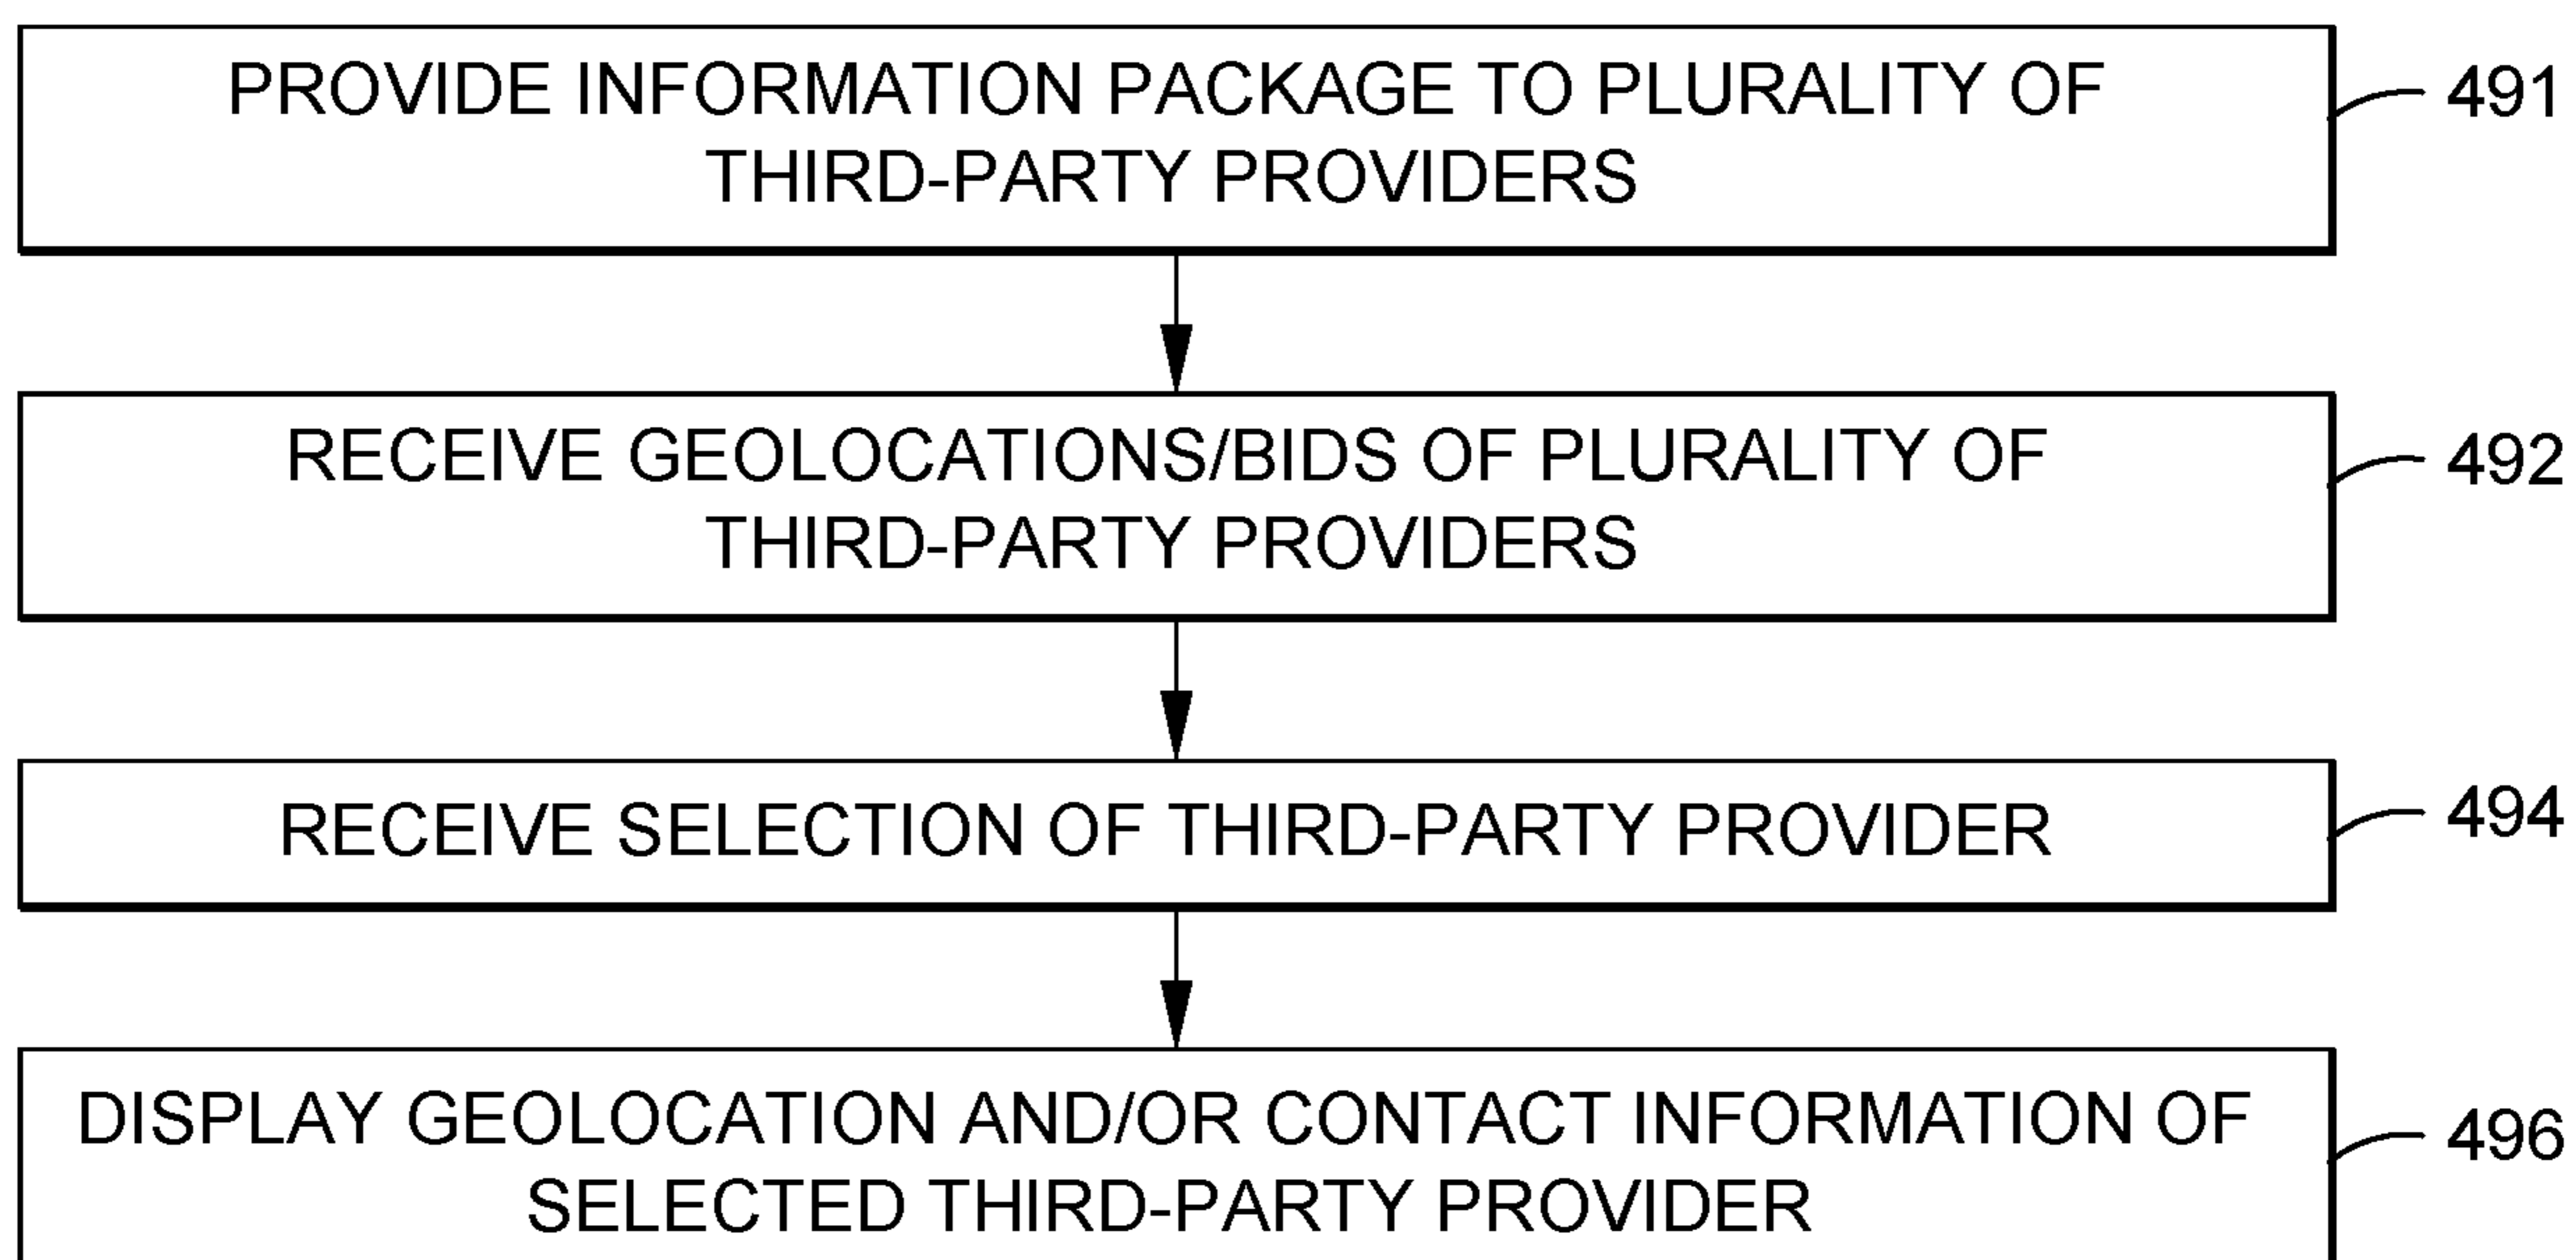 PROVIDE INFORMATION PACKAGE TO PLURALITY OF
THIRD-PARTY PROVIDERS
491
RECEIVE GEOLOCATIONS/BIDS OF PLURALITY OF
THIRD-PARTY PROVIDERS
492
RECEIVE SELECTION OF THIRD-PARTY PROVIDER
494
DISPLAY GEOLOCATION AND/OR CONTACT INFORMATION OF
SELECTED THIRD-PARTY PROVIDER
496